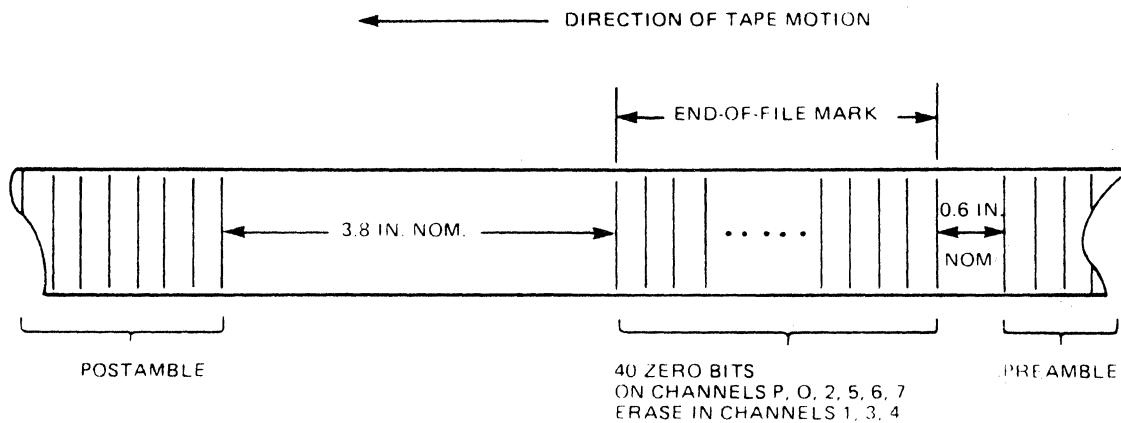 DIRECTION OF TAPE MOTION
END-OF-FILE MARK
3.8 IN. NOM.
0.6 IN.
NOM
POSTAMBLE
40 ZERO BITS
ON CHANNELS P, O, 2, 5, 6, 7
ERASE IN CHANNELS 1, 3, 4
PREAMBLE